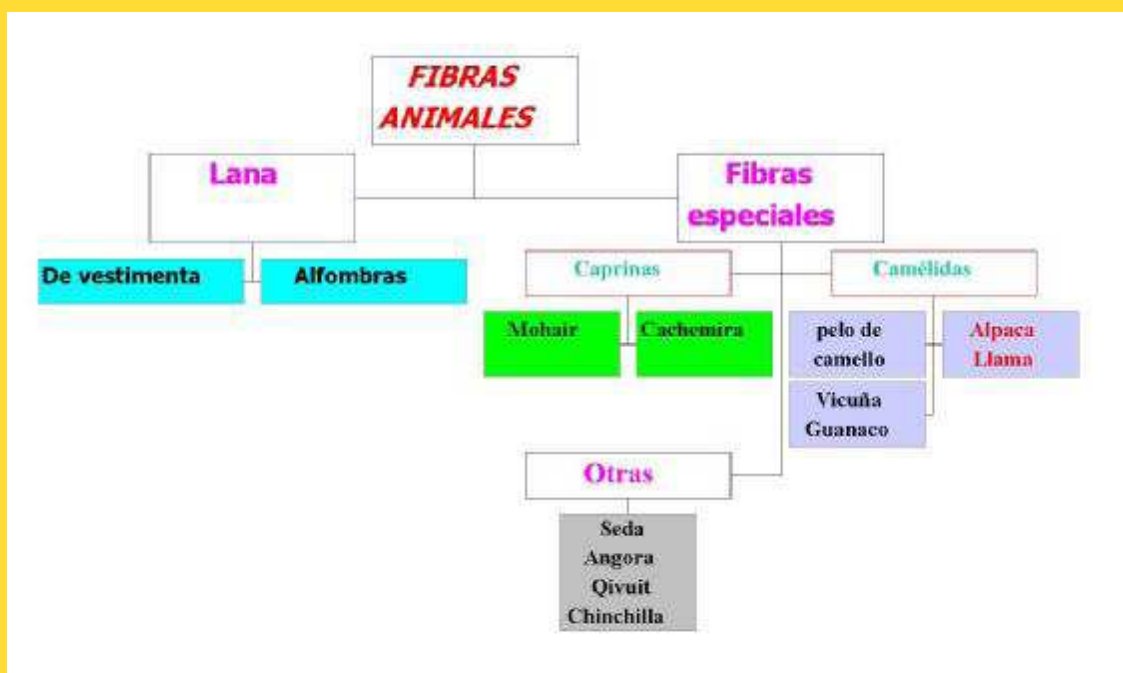 FIBRAS
ANIMALES
Lana
Fibras
especiales
De vestimenta
Alfombras
Caprinas
Camélidas
Mohair
Cachemira
pelo de
camello
Alpaca
Llama
Vicuña
Guanaco
Otras
Seda
Angora
Qivuit
Chinchilla